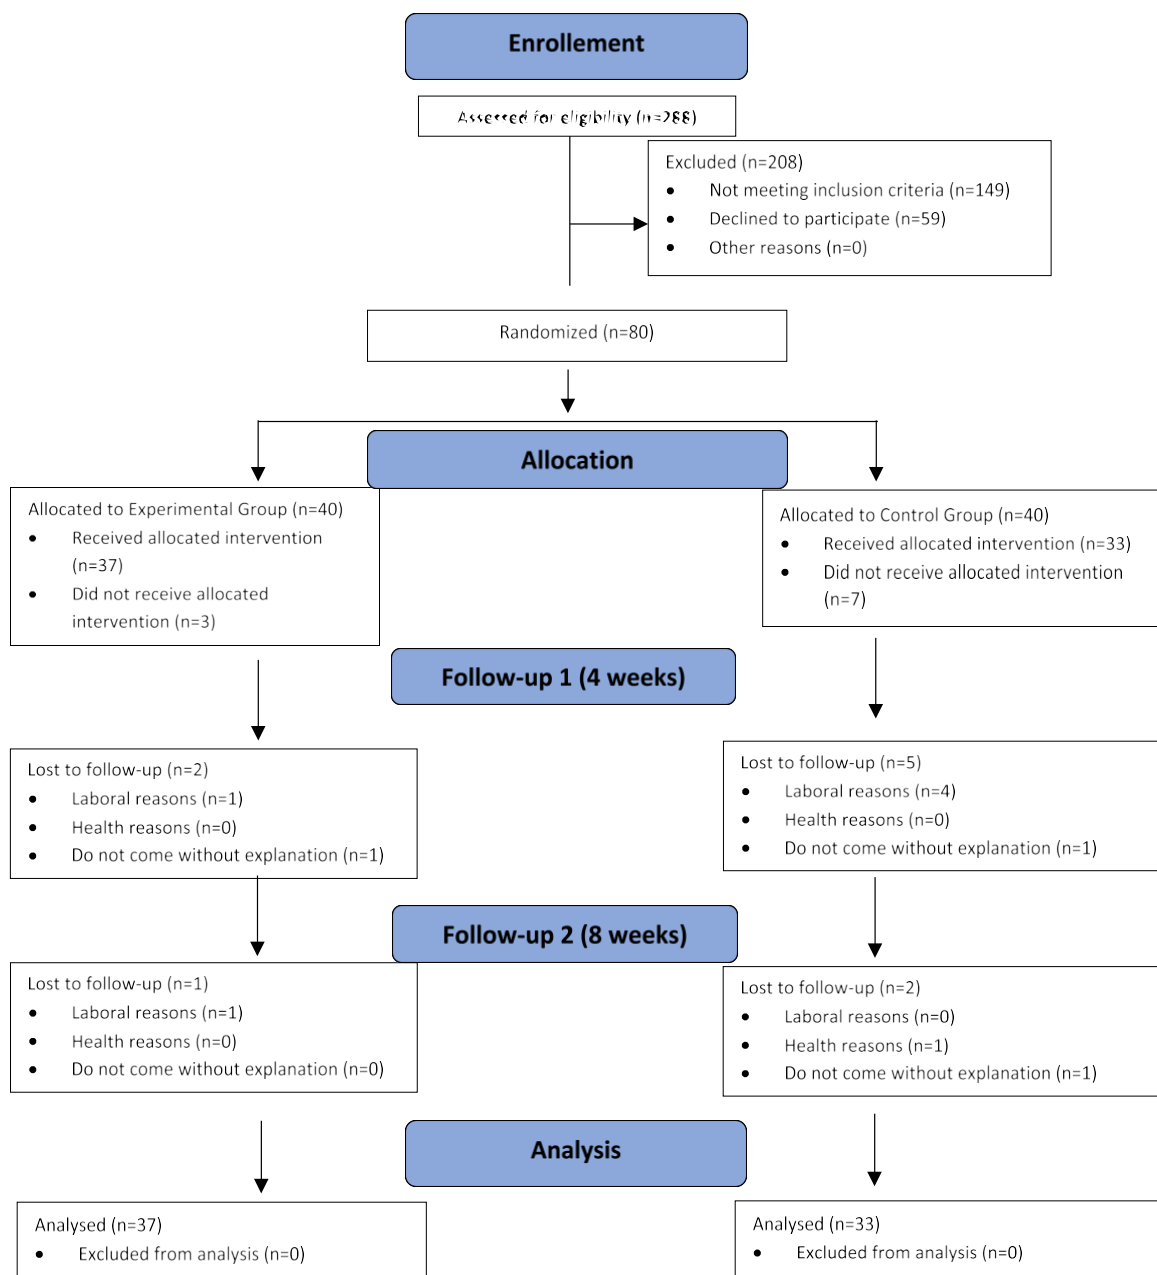 Enrollement
Assessed for eligibility (n=288)
Excluded (n=208)
• Not meeting inclusion criteria (n=149)
• Declined to participate (n=59)
• Other reasons (n=0)
Randomized (n=80)
Allocation
Allocated to Experimental Group (n=40)
• Received allocated intervention
(n=37)
• Did not receive allocated
intervention (n=3)
Allocated to Control Group (n=40)
• Received allocated intervention (n=33)
• Did not receive allocated intervention
(n=7)
Follow-up 1 (4 weeks)
Lost to follow-up (n=2)
• Laboral reasons (n=1)
• Health reasons (n=0)
• Do not come without explanation (n=1)
Lost to follow-up (n=5)
• Laboral reasons (n=4)
• Health reasons (n=0)
• Do not come without explanation (n=1)
Follow-up 2 (8 weeks)
Lost to follow-up (n=1)
• Laboral reasons (n=1)
• Health reasons (n=0)
• Do not come without explanation (n=0)
Lost to follow-up (n=2)
• Laboral reasons (n=0)
• Health reasons (n=1)
• Do not come without explanation (n=1)
Analysis
Analysed (n=37)
• Excluded from analysis (n=0)
Analysed (n=33)
• Excluded from analysis (n=0)